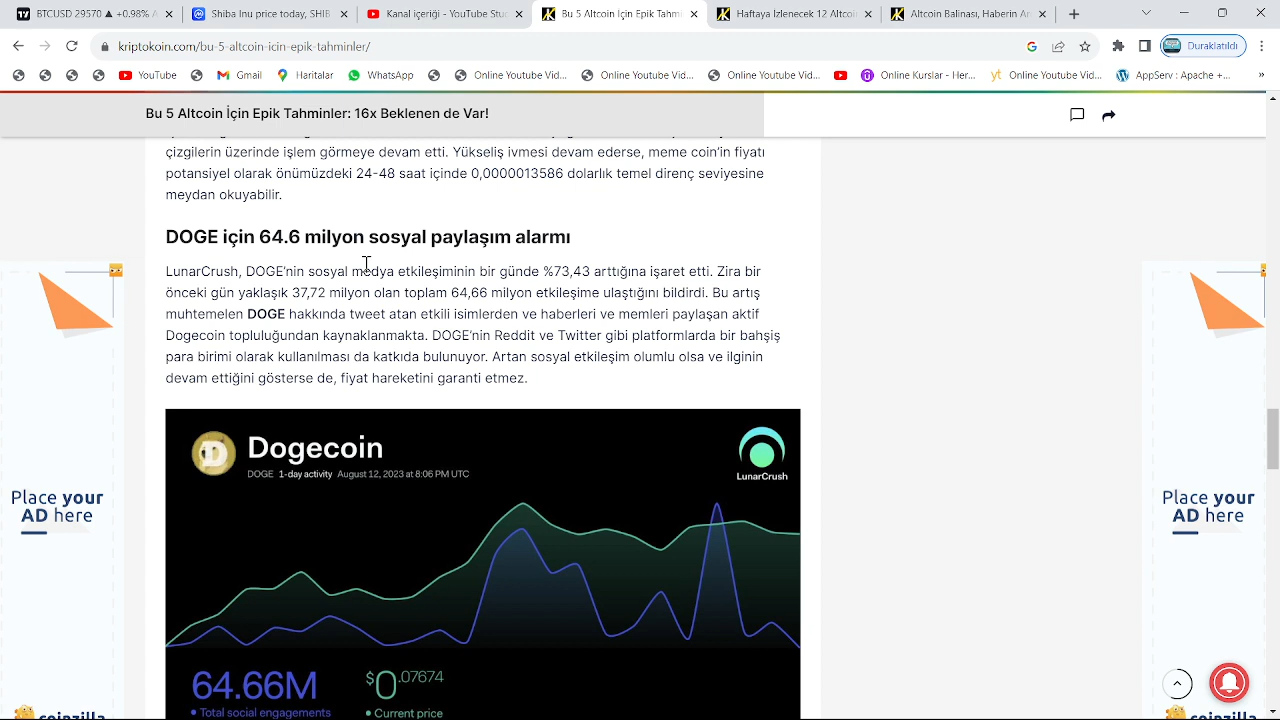 BTCUSDT 29495.41 ▲
Shiba Inu today, SHIB
Kanal içeriği - YouTube Stu
Bu 5 Altcoin İçin Epik Tahmin
Haftaya İzlenecek 12 Altcoin
Altcoin Balinası, Haberin Ar
kriptokoin.com/bu-5-altcoin-icin-epik-tahminler/
Duraklatıldı
YouTube
Gmail
Haritalar
WhatsApp
Online Youtube Vid...
Online Youtube Vid...
Online Youtube Vid...
Online Kurslar - Her...
Online Youtube Vid...
AppServ : Apache +...
Bu 5 Altcoin İçin Epik Tahminler: 16x Beklenen de Var!
çizgilerin üzerinde işlem görmeye devam etti. Yükseliş ivmesi devam ederse, meme coin'in fiyatı
potansiyel olarak önümüzdeki 24-48 saat içinde 0,0000013586 dolarlık temel direnç seviyesine
meydan okuyabilir.
DOGE için 64.6 milyon sosyal paylaşım alarmı
LunarCrush, DOGE'nin sosyal medya etkileşiminin bir günde %73,43 arttığına işaret etti. Zira bir
önceki gün yaklaşık 37,72 milyon olan toplam 64,66 milyon etkileşime ulaştığını bildirdi. Bu artış
muhtemelen DOGE hakkında tweet atan etkili isimlerden ve haberleri ve memleri paylaşan aktif
Dogecoin topluluğundan kaynaklanmakta. DOGE'nin Reddit ve Twitter gibi platformlarda bir bahşiş
para birimi olarak kullanılması da katkıda bulunuyor. Artan sosyal etkileşim olumlu olsa ve ilginin
devam ettiğini gösterse de, fiyat hareketini garanti etmez.
Dogecoin
DOGE 1-day activity August 12, 2023 at 8:06 PM UTC
LunarCrush
64.66M
Total social engagements
$0.07674
Current price
Place your
AD here
coinzilla
Place your
AD here
coinzilla